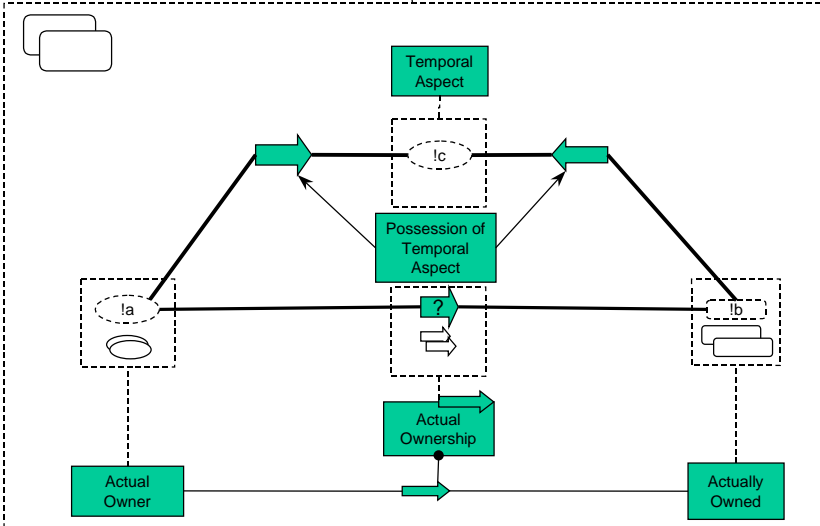 Temporal
Aspect
!c
Possession of
Temporal
Aspect
!a
?
!b
Actual
Ownership
Actual
Owner
Actually
Owned